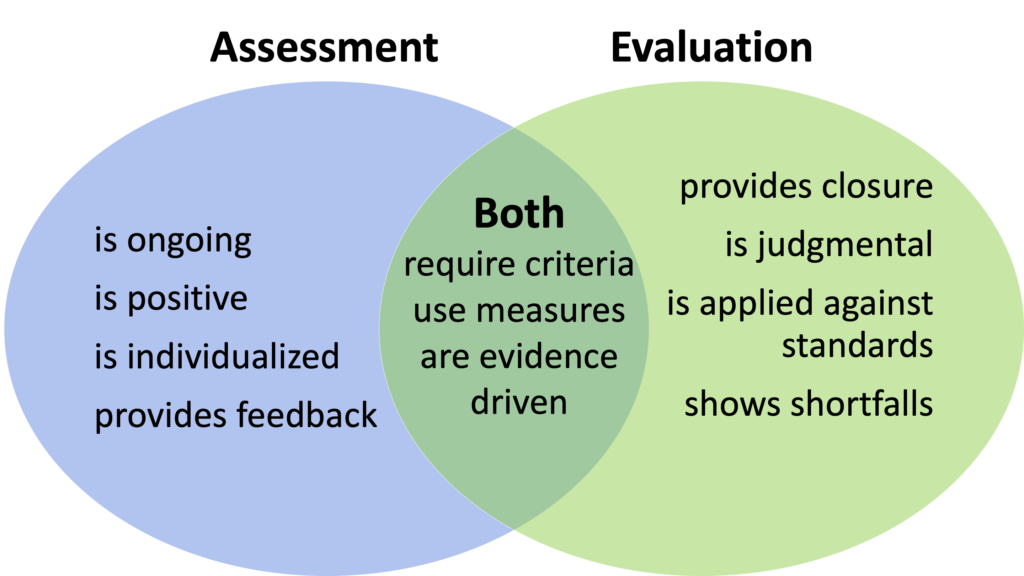 Assessment
Evaluation
is ongoing
is positive
is individualized
provides feedback
Both
require criteria
use measures
are evidence
driven
provides closure
is judgmental
is applied against
standards
shows shortfalls